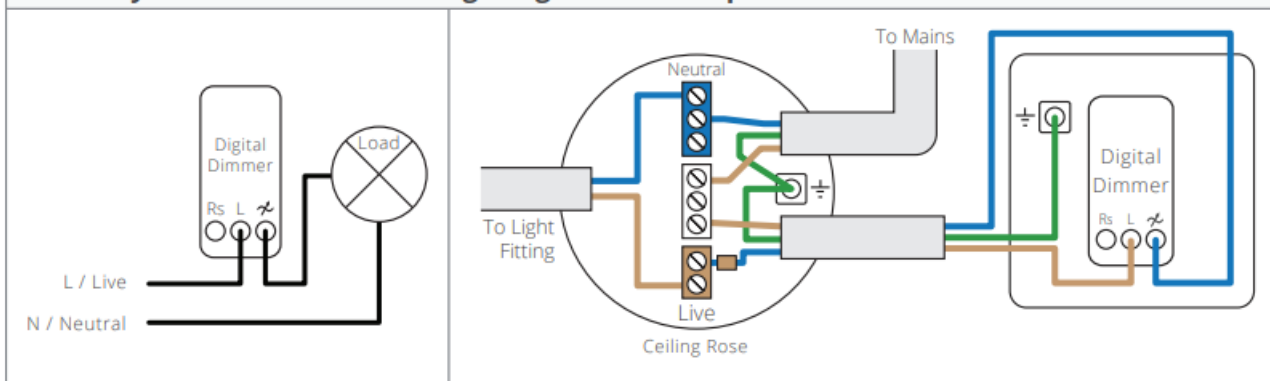 Digital
Dimmer
Rs L
Load
L / Live
N / Neutral
To Mains
Neutral
To Light
Fitting
Live
Ceiling Rose
Digital
Dimmer
Rs L